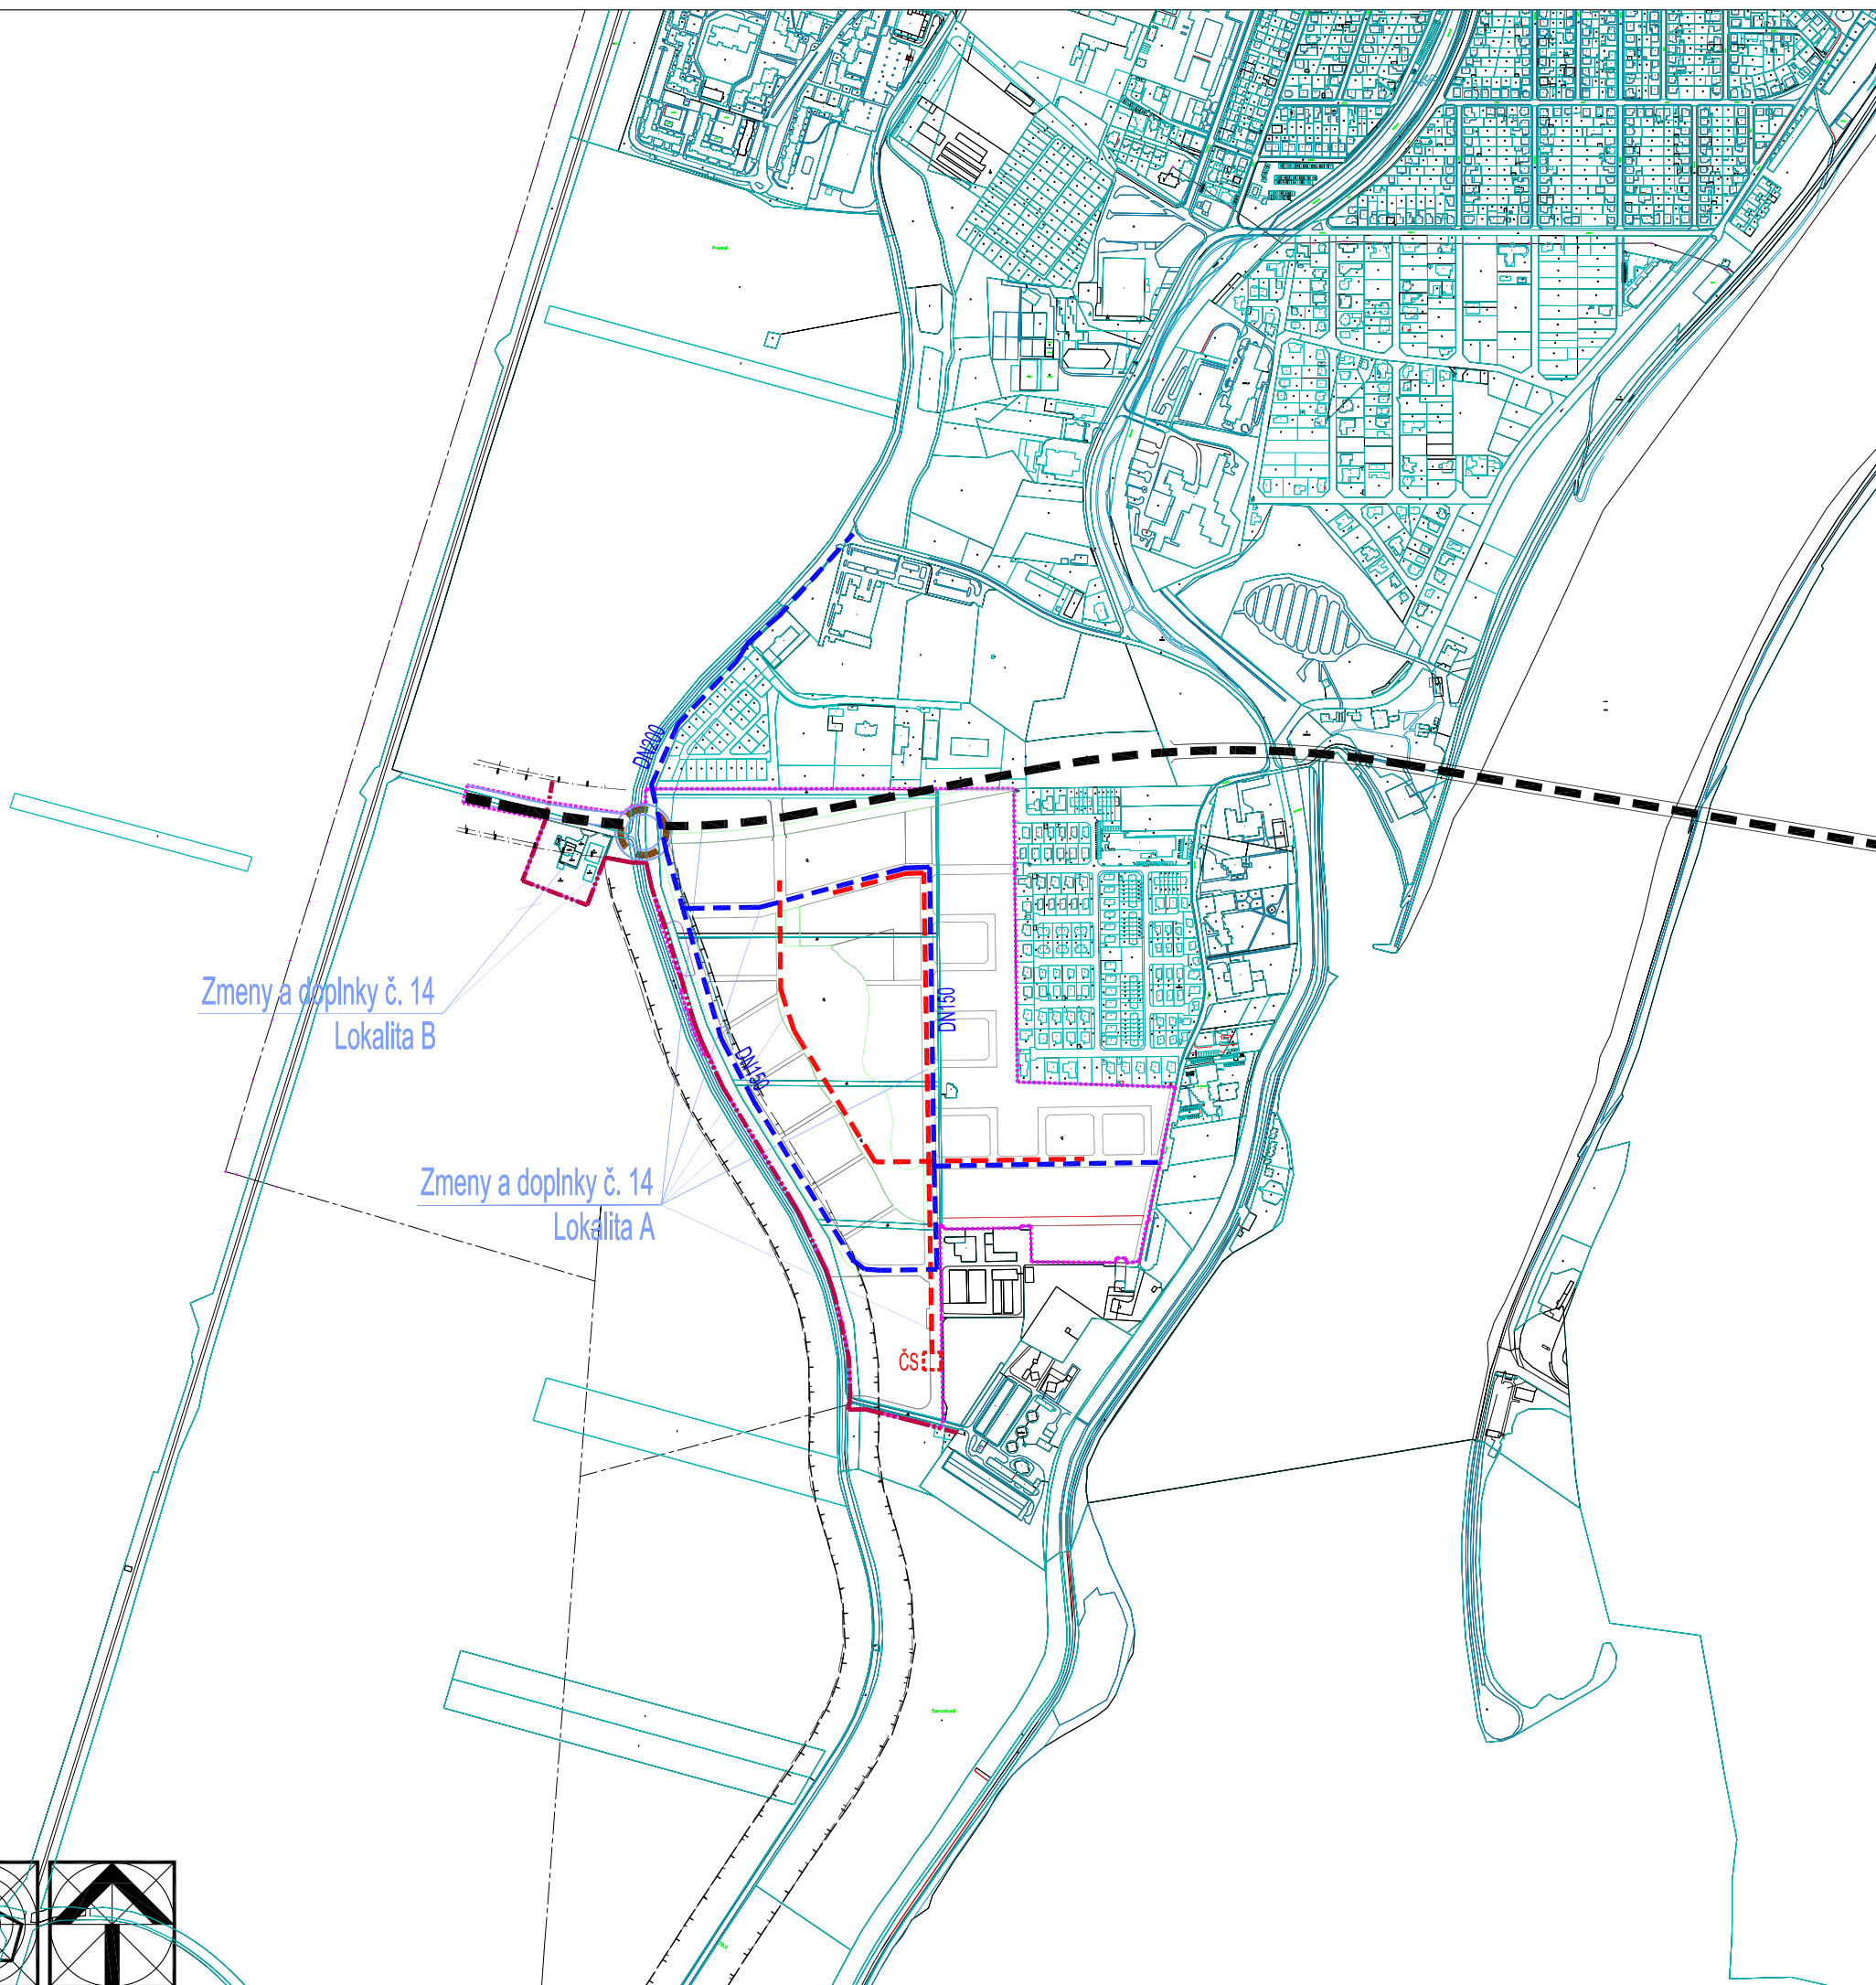 DN200
Zmeny a doplnky č. 14
Lokalita B
DN150
DN150
Zmeny a doplnky č. 14
Lokalita A
ČS